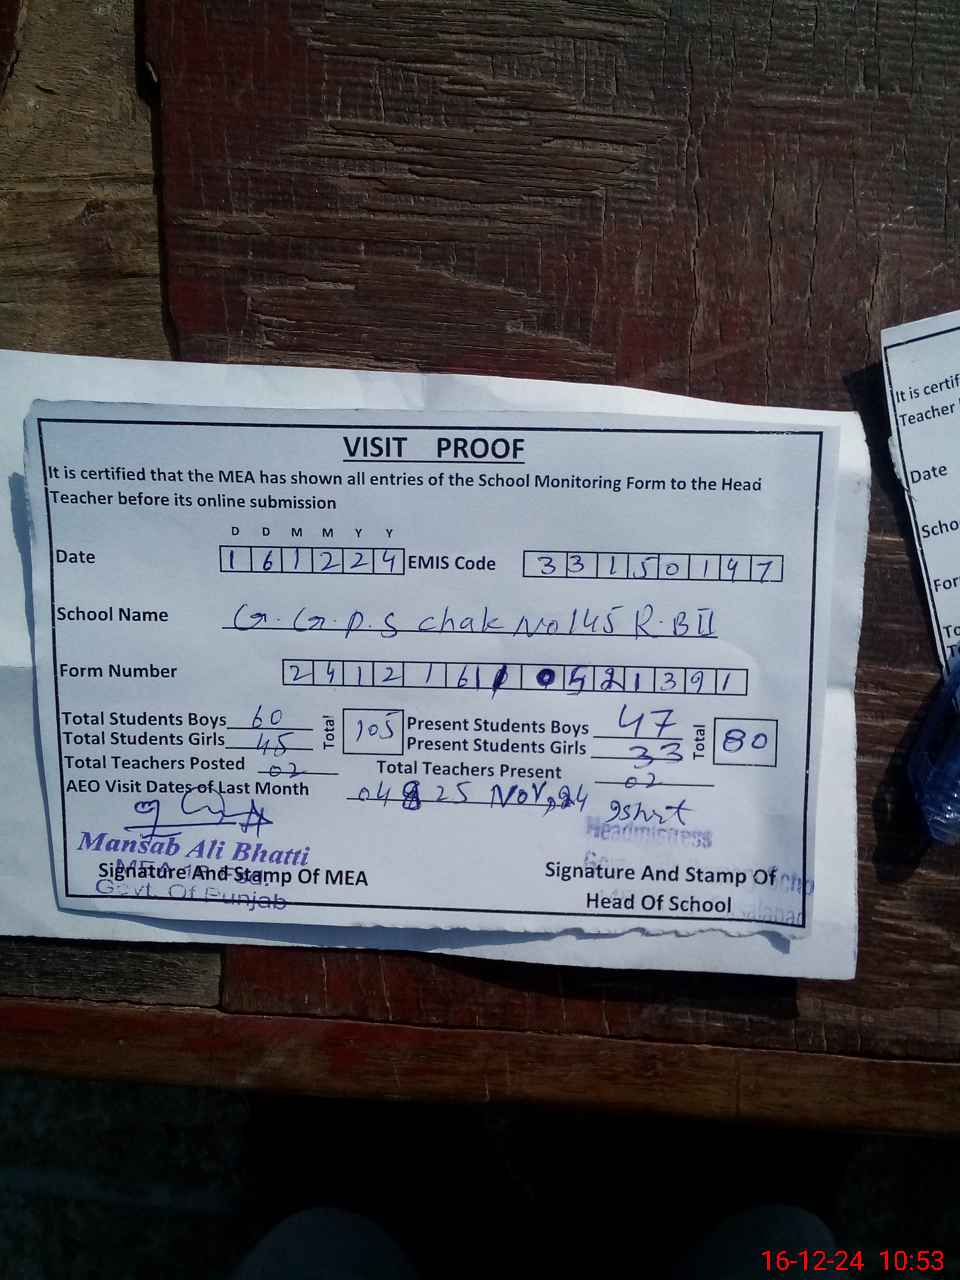 VISIT PROOF
It is certified that the MEA has shown all entries of the School Monitoring Form to the Head
Teacher before its online submission
D D M M Y Y
Date 1 6 1 2 2 4 EMIS Code 3 3 1 5 0 1 4 7
School Name G.G.P.S chak No 145 R.B II
Form Number 2 4 1 2 1 6 0 5 2 1 3 9 1
Total Students Boys 60 Total 105 Present Students Boys 47 Total 80
Total Students Girls 45 Present Students Girls 33
Total Teachers Posted 02 Total Teachers Present 02
AEO Visit Dates of Last Month 04 & 25 NOV, 24
Mansab Ali Bhatti
Headmistress
Signature And Stamp Of MEA
Govt. Of Punjab
Signature And Stamp Of
Head Of School
It is certif
Teacher
Date
Scho
For
To
16-12-24 10:53